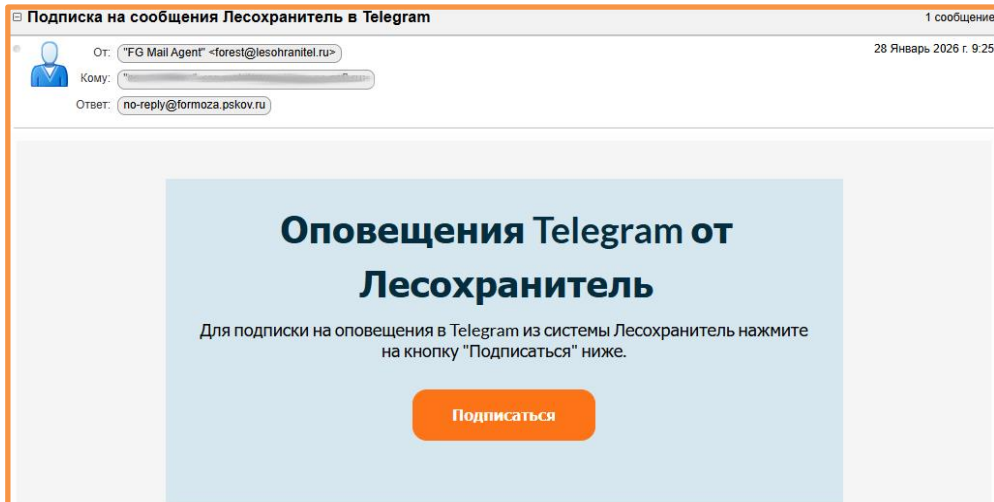 Подписка на сообщения Лесохранитель в Telegram
1 сообщение
От: "FG Mail Agent" <forest@lesohranitel.ru>
28 Январь 2026 г. 9:25
Кому:
Ответ: no-reply@formoza.pskov.ru
Оповещения Telegram от
Лесохранитель
Для подписки на оповещения в Telegram из системы Лесохранитель нажмите
на кнопку "Подписаться" ниже.
Подписаться